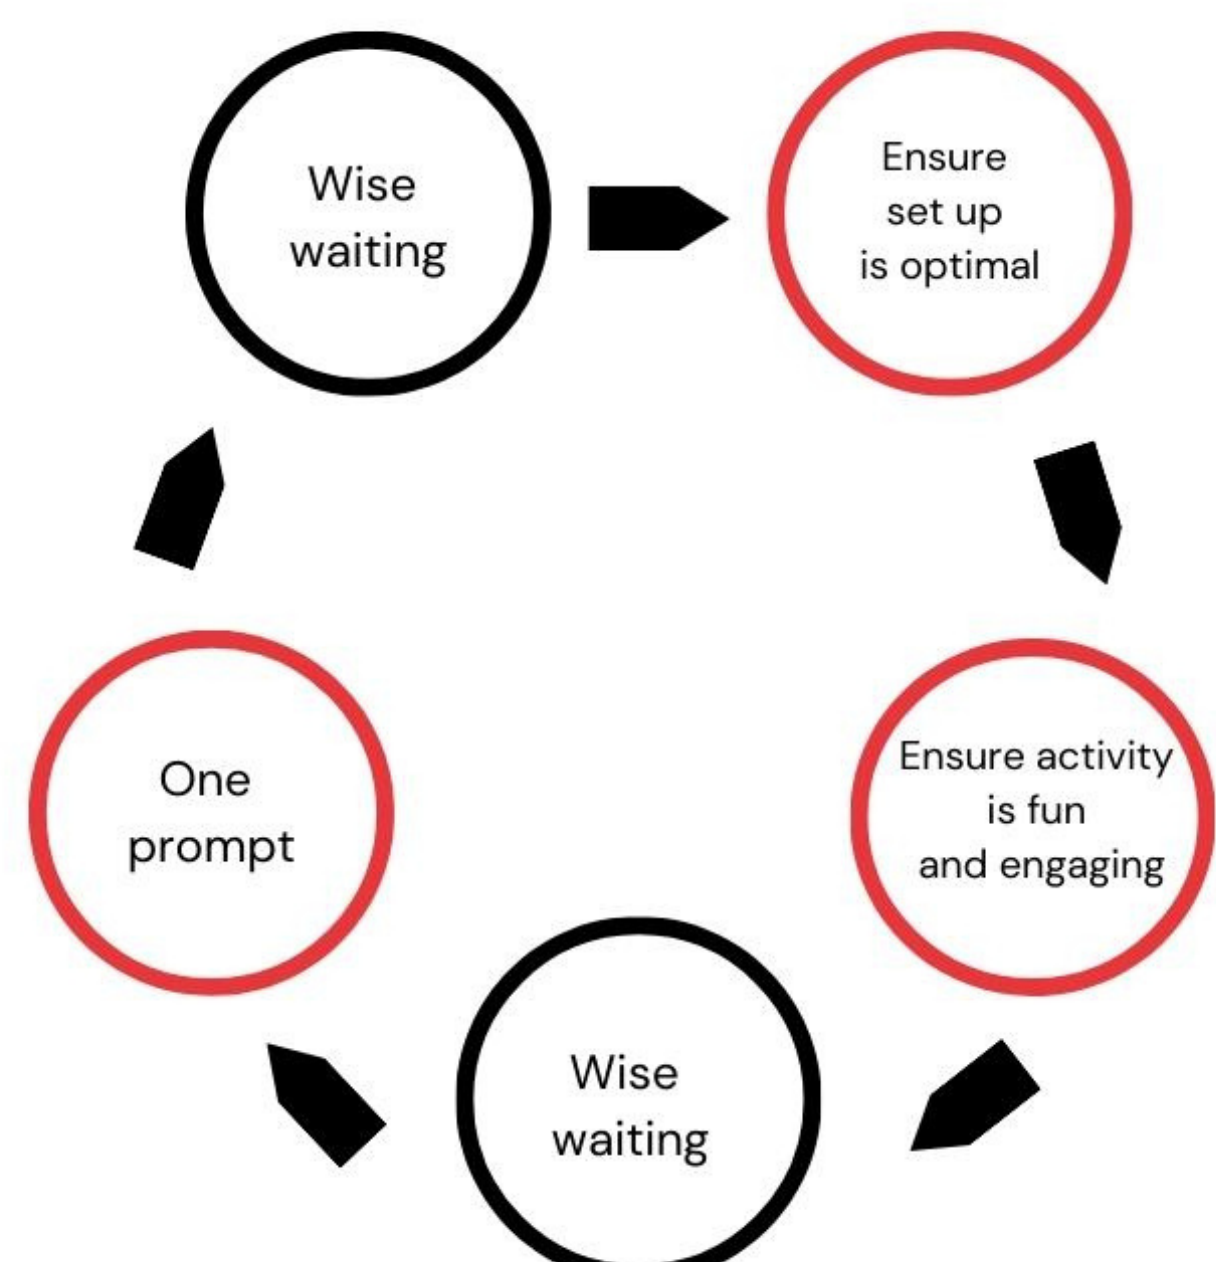 Wise
waiting
Ensure
set up
is optimal
Ensure activity
is fun
and engaging
Wise
waiting
One
prompt